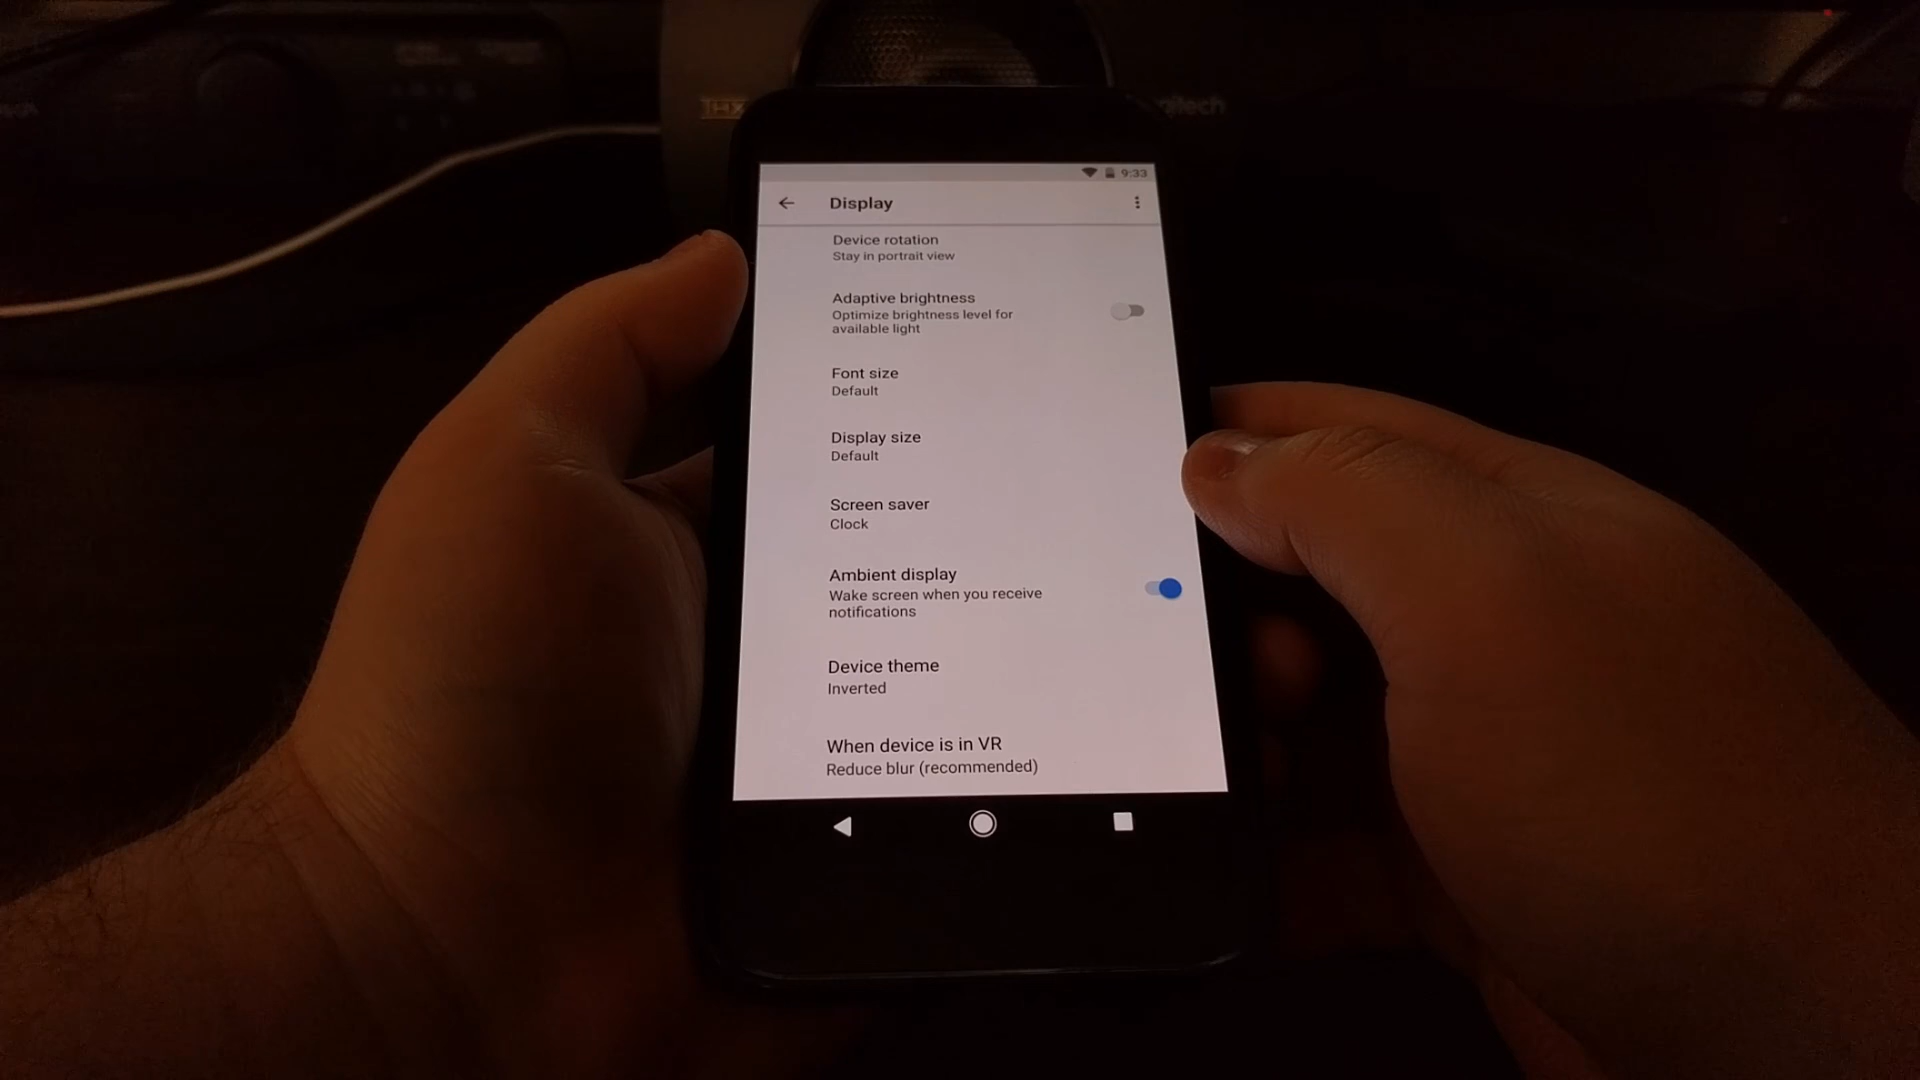 THX
9:33
Display
Device rotation
Stay in portrait view
Adaptive brightness
Optimize brightness level for
available light
Font size
Default
Display size
Default
Screen saver
Clock
Ambient display
Wake screen when you receive
notifications
Device theme
Inverted
When device is in VR
Reduce blur (recommended)